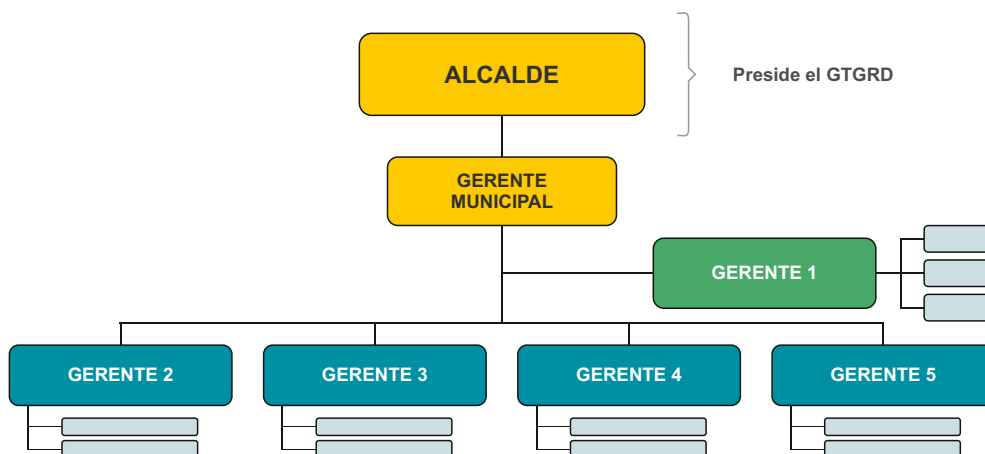 ALCALDE
Preside el GTGRD
GERENTE
MUNICIPAL
GERENTE 1
GERENTE 2
GERENTE 3
GERENTE 4
GERENTE 5